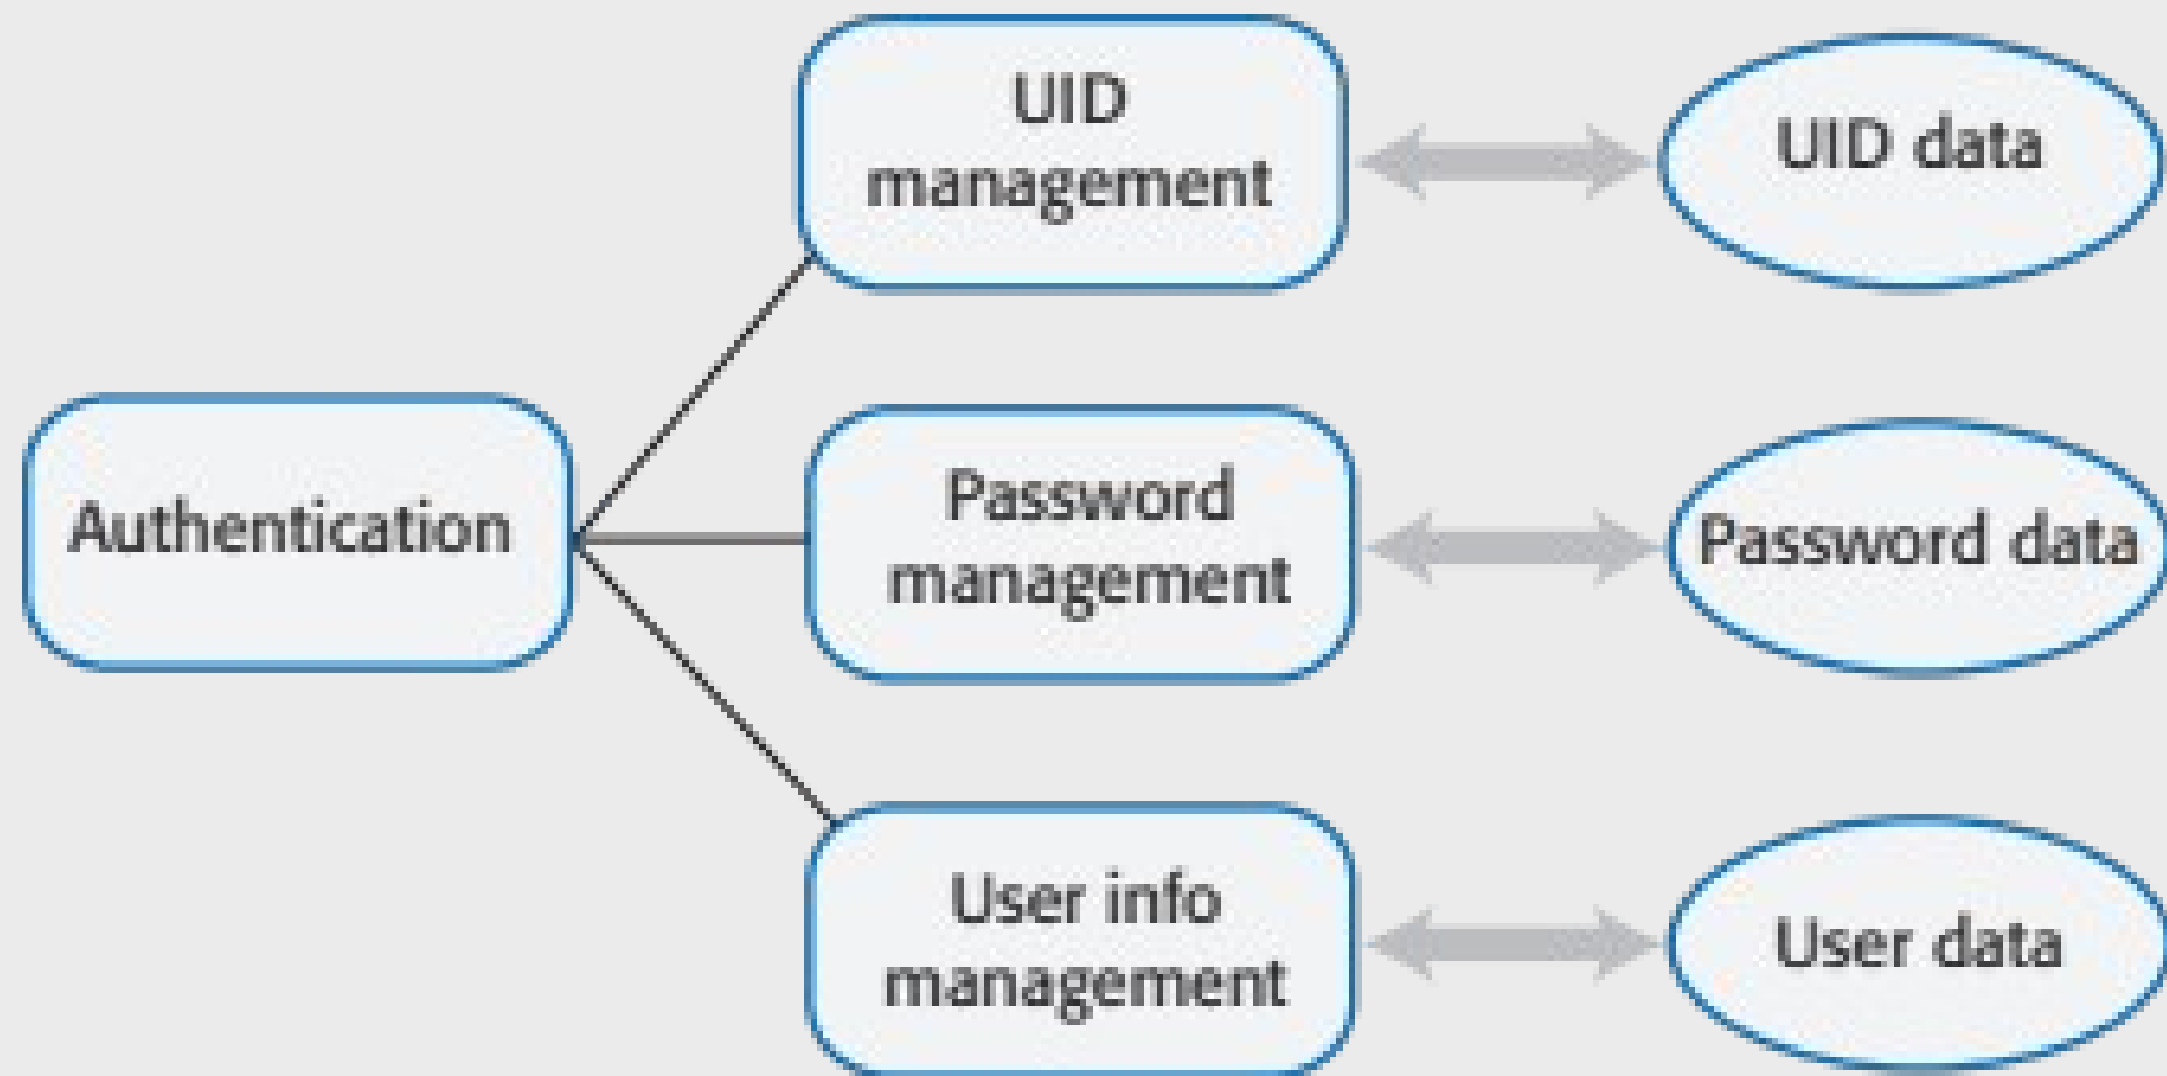 UID
management
UID data
Authentication
Password
management
Password data
User info
management
User data